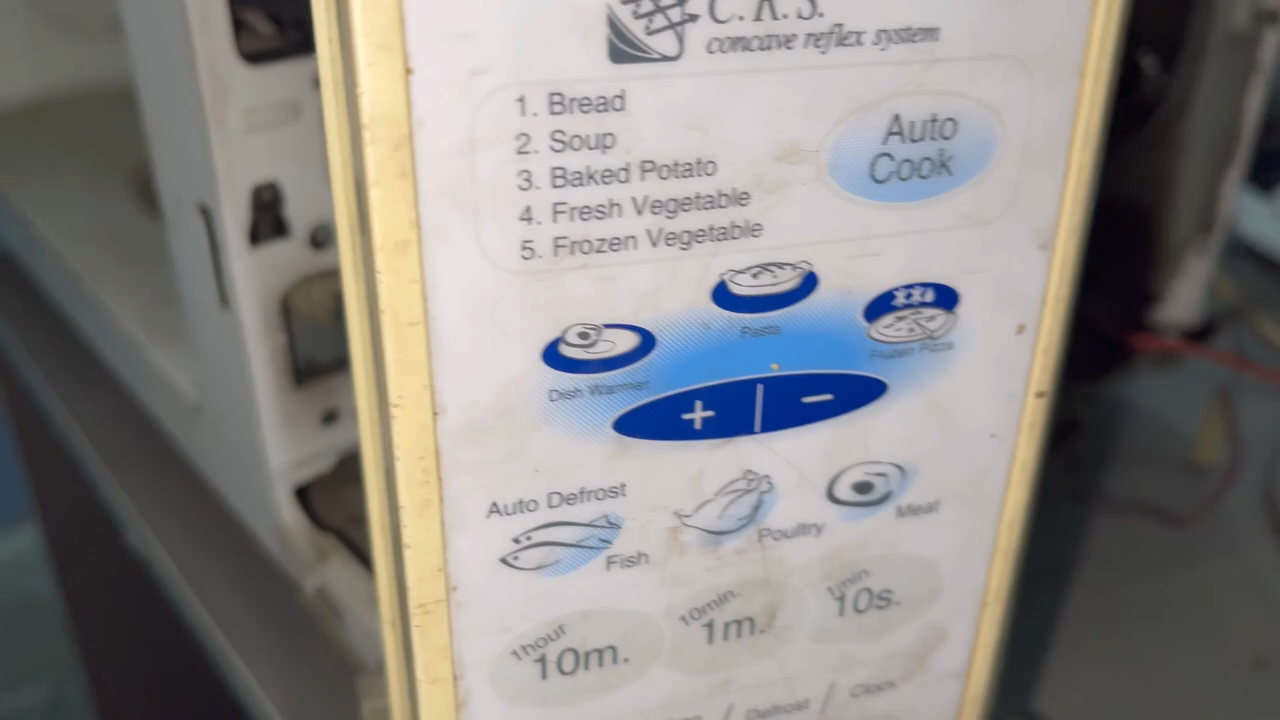 C.R.S.
concave reflex system
1. Bread
2. Soup
3. Baked Potato
4. Fresh Vegetable
5. Frozen Vegetable
Auto
Cook
Pasta
Frozen Pizza
Dish Warmer
+ | −
Auto Defrost
Fish
Poultry
Meat
1hour
10m.
10min.
1m.
1min
10s.
/ Defrost / Clock